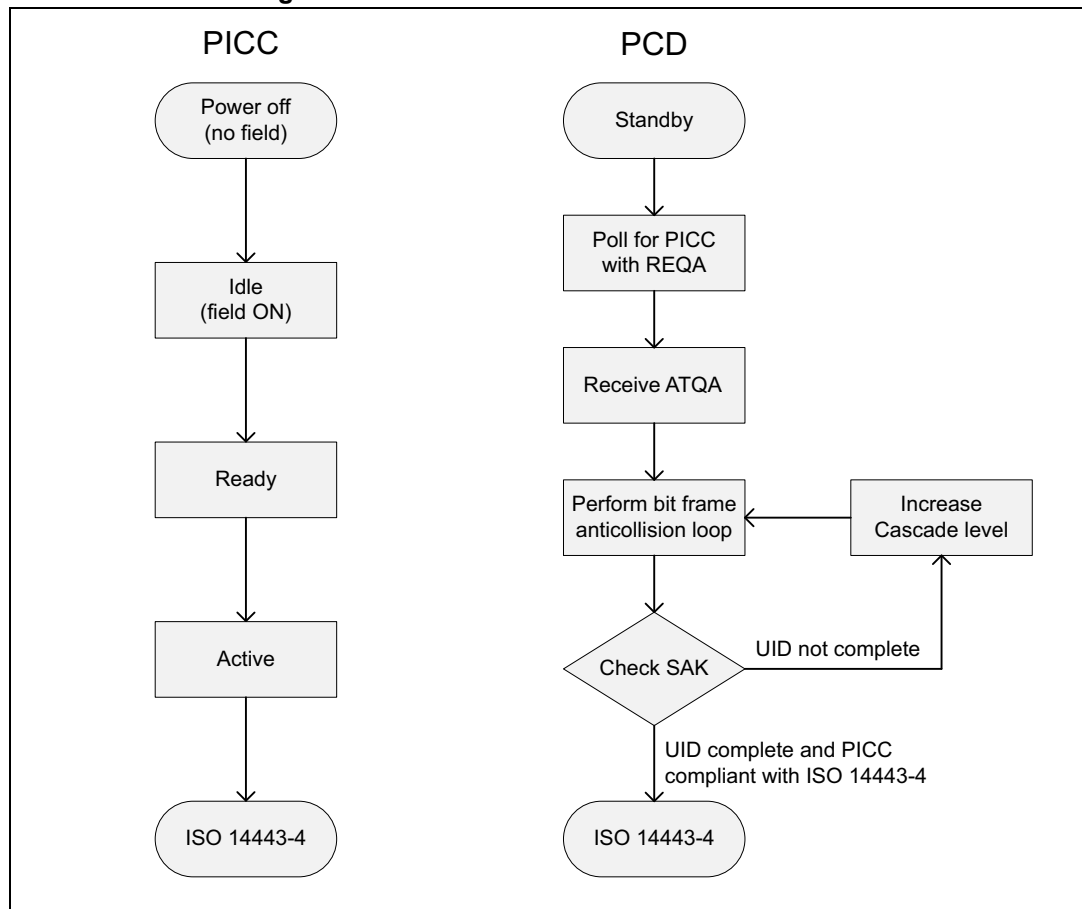 PICC
PCD
Power off
(no field)
Standby
Poll for PICC
with REQA
Idle
(field ON)
Receive ATQA
Ready
Perform bit frame
anticollision loop
Increase
Cascade level
Active
Check SAK
UID not complete
UID complete and PICC
compliant with ISO 14443-4
ISO 14443-4
ISO 14443-4